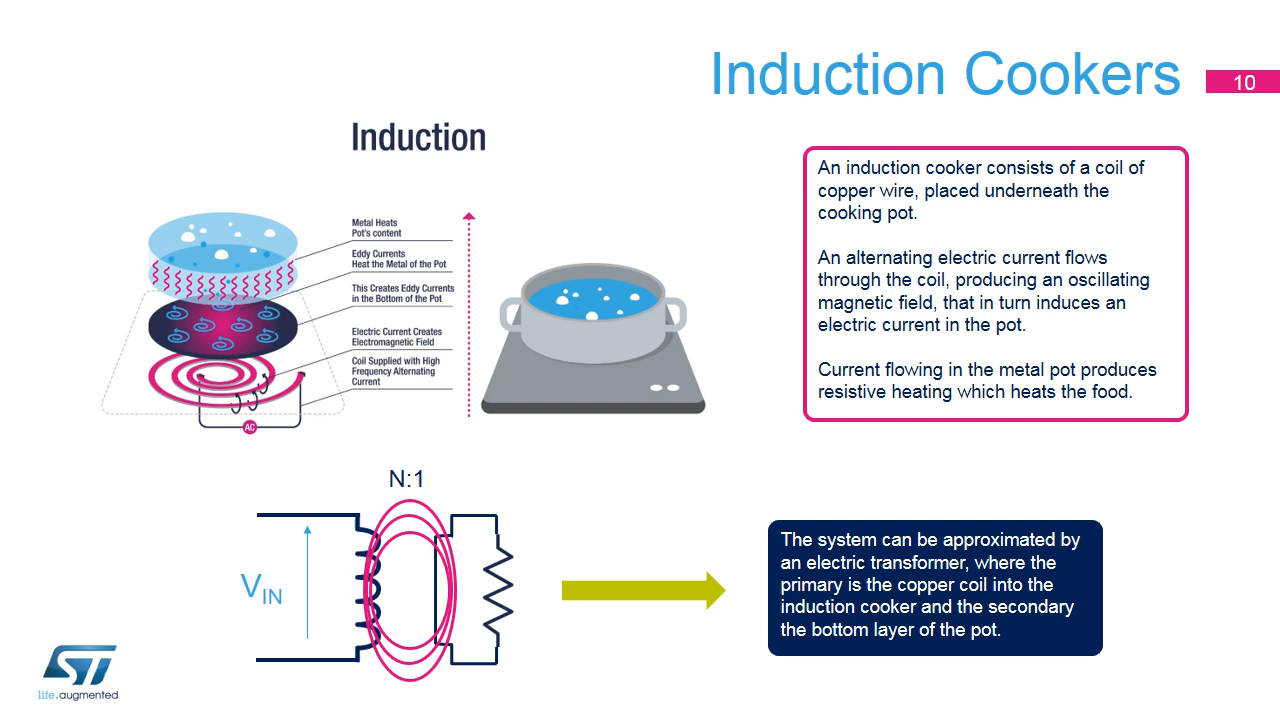 Induction Cookers
10
Induction
Metal Heats
Pot's content
Eddy Currents
Heat the Metal of the Pot
This Creates Eddy Currents
in the Bottom of the Pot
Electric Current Creates
Electromagnetic Field
Coil Supplied with High
Frequency Alternating
Current
AC
An induction cooker consists of a coil of
copper wire, placed underneath the
cooking pot.
An alternating electric current flows
through the coil, producing an oscillating
magnetic field, that in turn induces an
electric current in the pot.
Current flowing in the metal pot produces
resistive heating which heats the food.
N:1
VIN
The system can be approximated by
an electric transformer, where the
primary is the copper coil into the
induction cooker and the secondary
the bottom layer of the pot.
ST
life.augmented